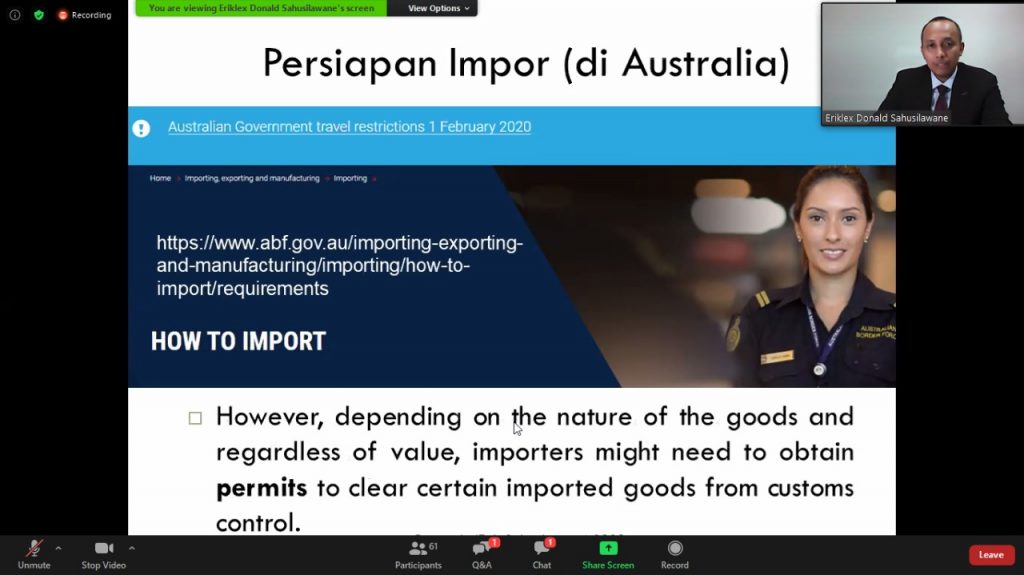 Recording
You are viewing Eriklex Donald Sahusilawane's screen
View Options
Persiapan Impor (di Australia)
Eriklex Donald Sahusilawane
Australian Government travel restrictions 1 February 2020
Home Importing, exporting and manufacturing Importing
https://www.abf.gov.au/importing-exporting-
and-manufacturing/importing/how-to-
import/requirements
HOW TO IMPORT
AUSTRALIAN
BORDER FORC
However, depending on the nature of the goods and
regardless of value, importers might need to obtain
permits to clear certain imported goods from customs
control.
Unmute
Stop Video
61
Participants
1
Q&A
1
Chat
Share Screen
Record
Leave